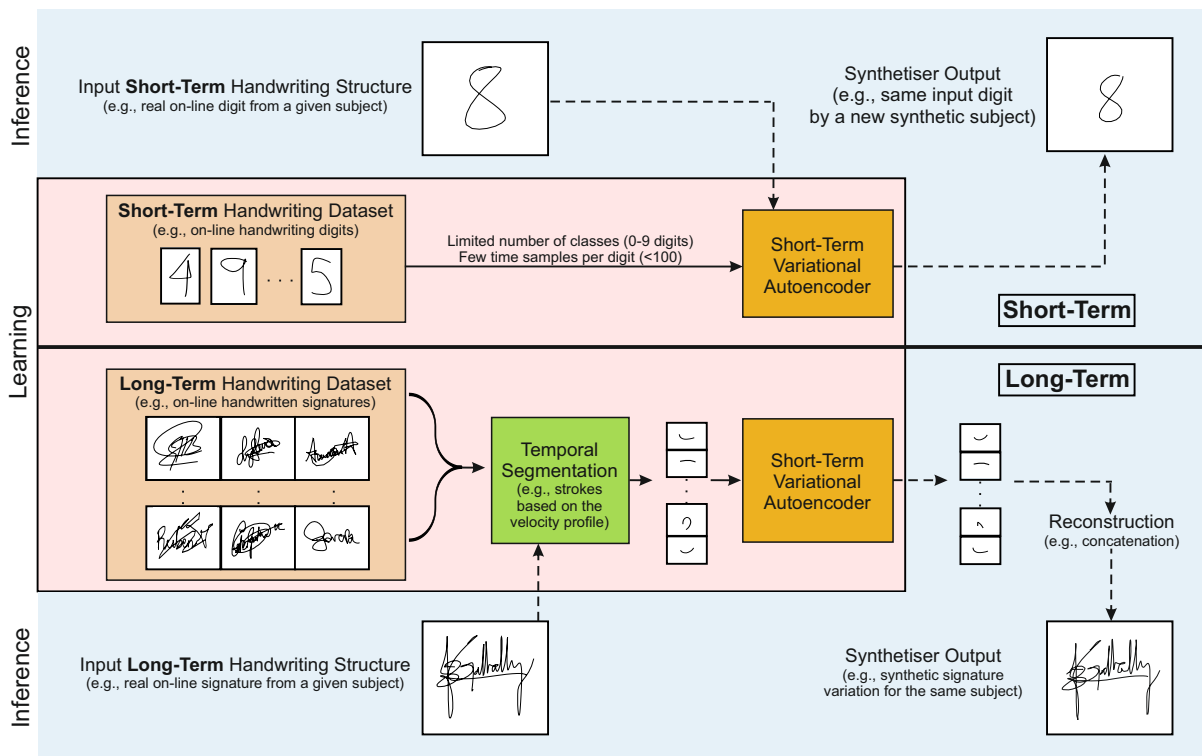 Inference
Input Short-Term Handwriting Structure
(e.g., real on-line digit from a given subject)
8
Synthetiser Output
(e.g., same input digit
by a new synthetic subject)
8
Learning
Short-Term Handwriting Dataset
(e.g., on-line handwriting digits)
4 9 · · · 5
Limited number of classes (0-9 digits)
Few time samples per digit (<100)
Short-Term
Variational
Autoencoder
Short-Term
Long-Term
Long-Term Handwriting Dataset
(e.g., on-line handwritten signatures)
Temporal
Segmentation
(e.g., strokes
based on the
velocity profile)
Short-Term
Variational
Autoencoder
Reconstruction
(e.g., concatenation)
Inference
Input Long-Term Handwriting Structure
(e.g., real on-line signature from a given subject)
Synthetiser Output
(e.g., synthetic signature
variation for the same subject)